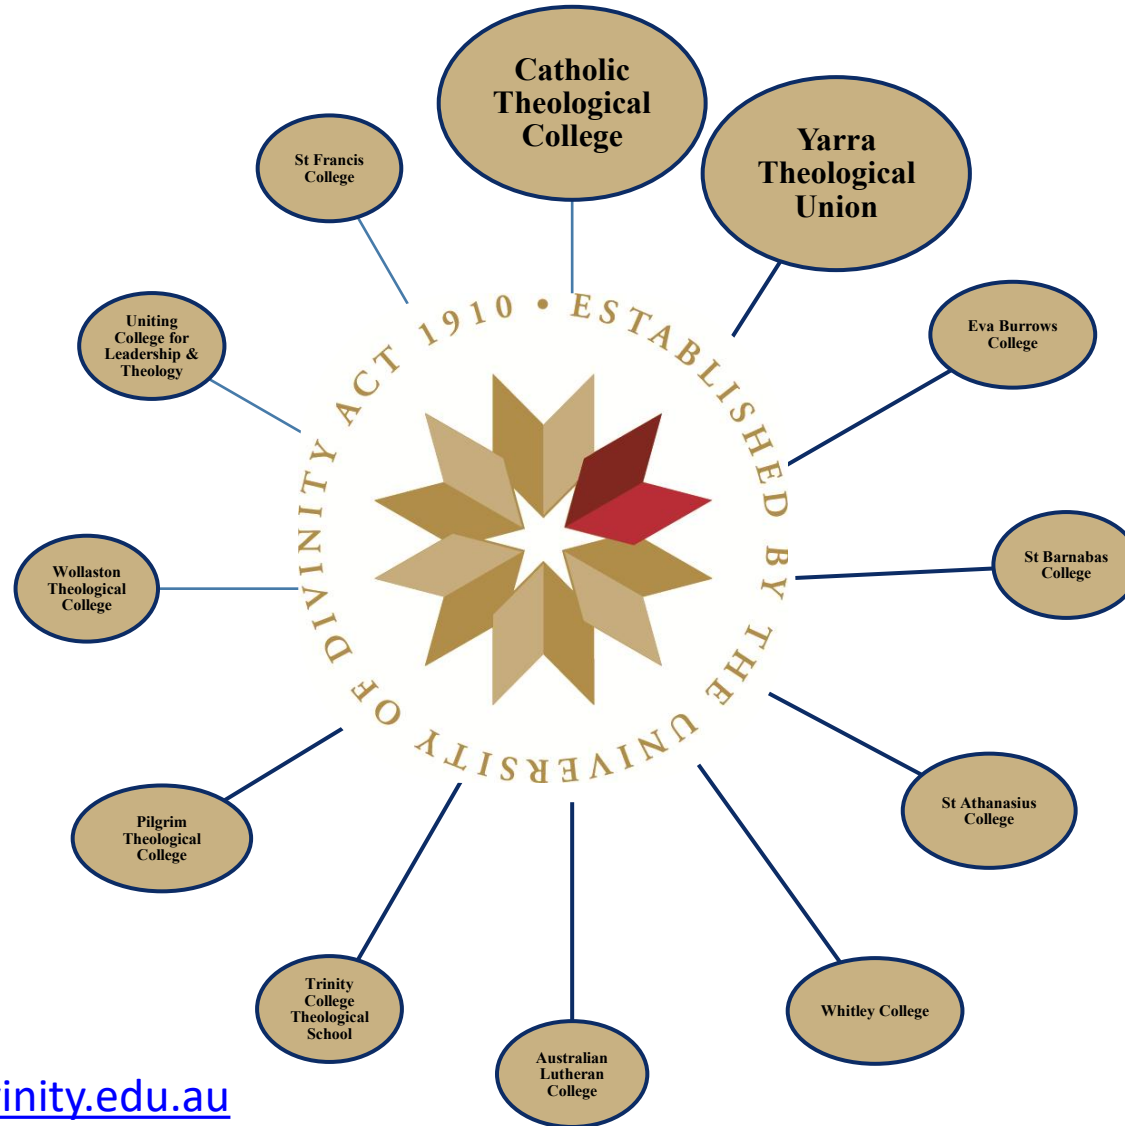 Catholic
Theological
College
Yarra
Theological
Union
St Francis
College
Uniting
College for
Leadership &
Theology
Eva Burrows
College
ESTABLISHED BY THE UNIVERSITY OF DIVINITY ACT 1910 •
St Barnabas
College
Wollaston
Theological
College
St Athanasius
College
Pilgrim
Theological
College
Trinity
College
Theological
School
Whitley College
Australian
Lutheran
College
inity.edu.au